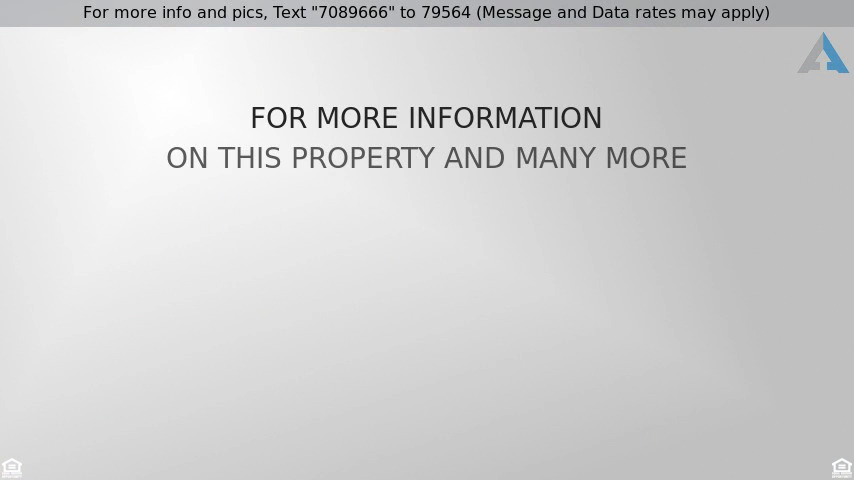 For more info and pics, Text "7089666" to 79564 (Message and Data rates may apply)
FOR MORE INFORMATION
ON THIS PROPERTY AND MANY MORE